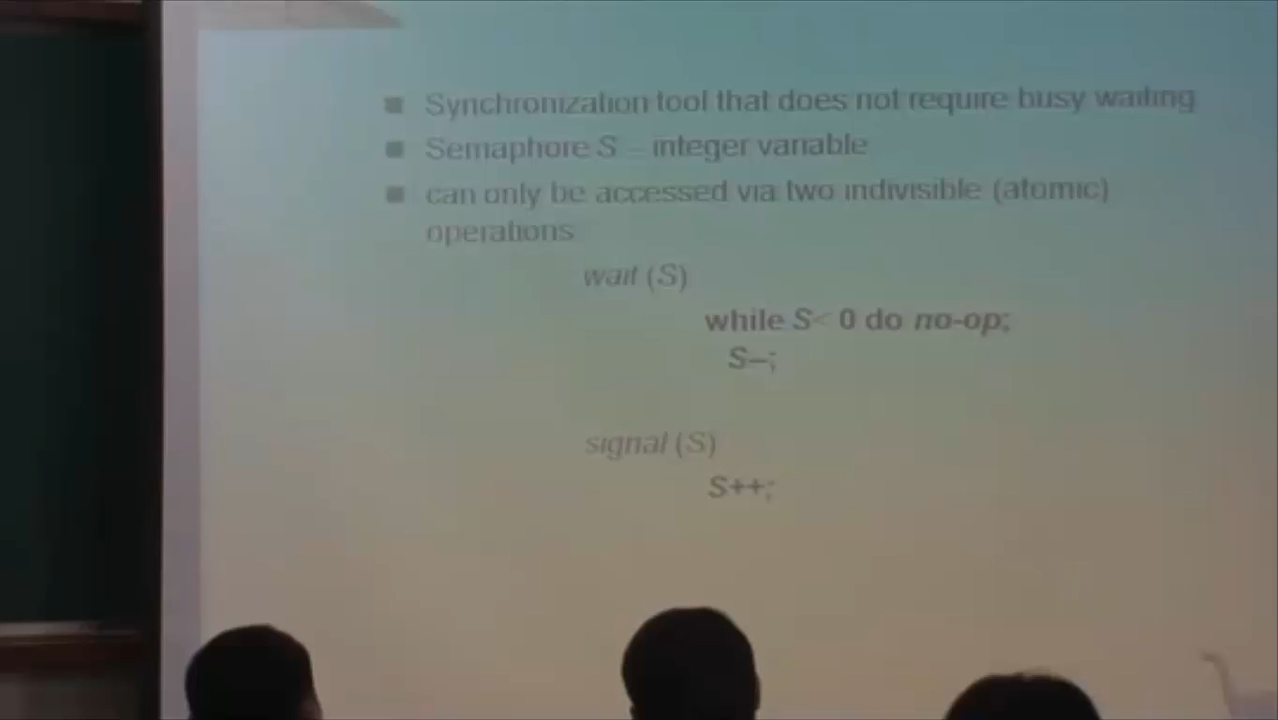 Synchronization tool that does not require busy waiting
Semaphore S – integer variable
can only be accessed via two indivisible (atomic)
operations
wait (S)
while S< 0 do no-op;
S–;
signal (S)
S++;